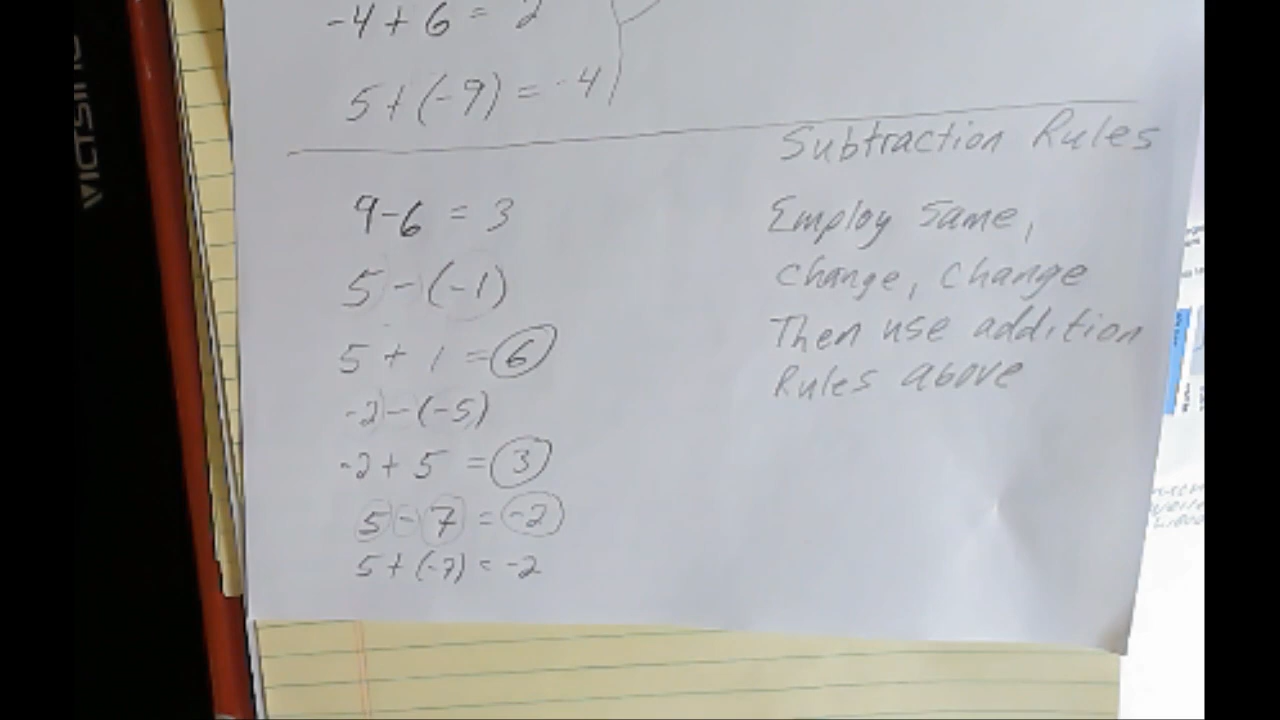 -4 + 6 = 2
5 + (-9) = -4
Subtraction Rules
9 - 6 = 3
5 - (-1)
5 + 1 = 6
-2 - (-5)
-2 + 5 = 3
5 - 7 = -2
5 + (-7) = -2
Employ same,
change, change
Then use addition
Rules above
VICTSING